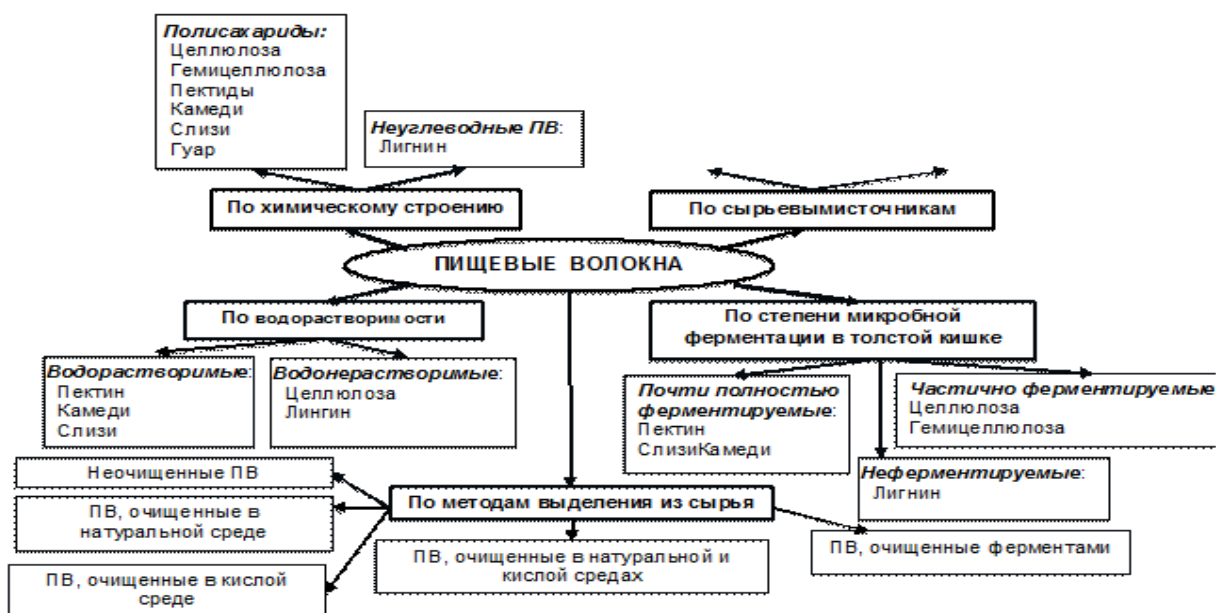 Полисахариды:
Целлюлоза
Гемицеллюлоза
Пектиды
Камеди
Слизи
Гуар
Неуглеводные ПВ:
Лигнин
По химическому строению
По сырьевымисточникам
ПИЩЕВЫЕ ВОЛОКНА
По водорастворимости
По степени микробной
ферментации в толстой кишке
Водорастворимые:
Пектин
Камеди
Слизи
Водонерастворимые:
Целлюлоза
Лингин
Почти полностью
ферментируемые:
Пектин
СлизиКамеди
Частично ферментируемые
Целлюлоза
Гемицеллюлоза
Неферментируемые:
Лигнин
Неочищенные ПВ
По методам выделения из сырья
ПВ, очищенные в
натуральной среде
ПВ, очищенные в кислой
среде
ПВ, очищенные в натуральной и
кислой средах
ПВ, очищенные ферментами